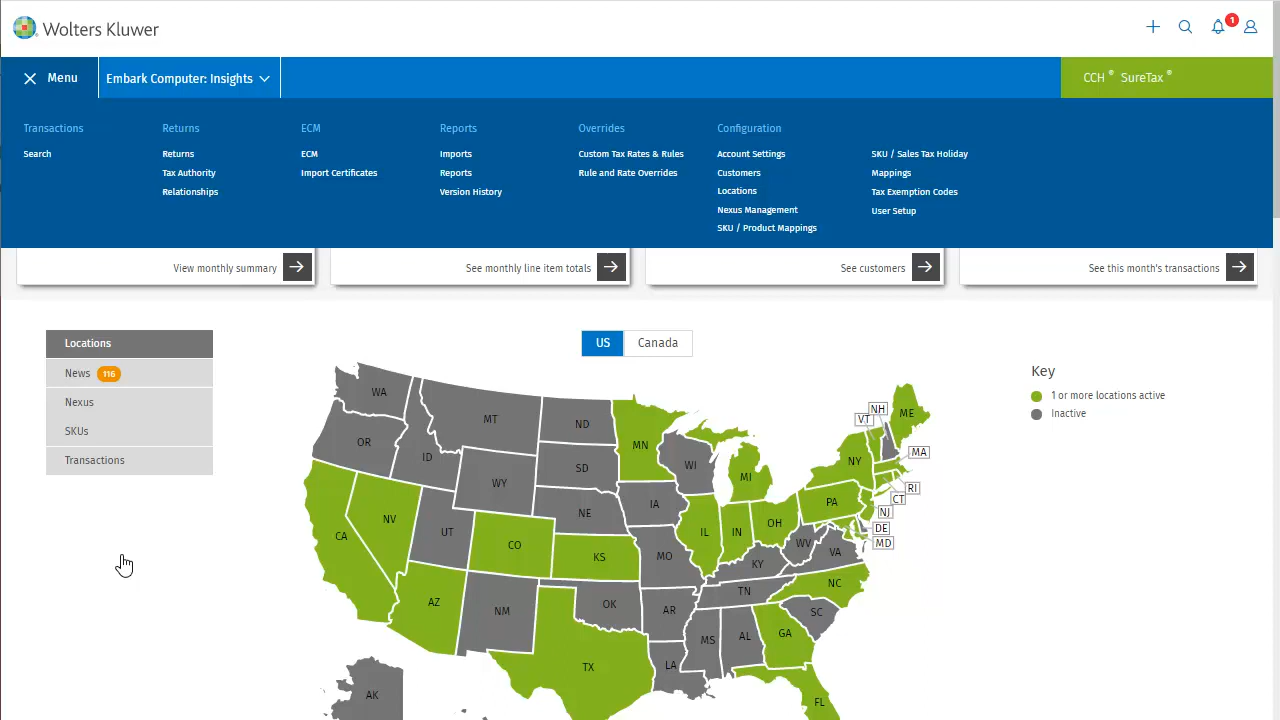 Wolters Kluwer
1
Menu
Embark Computer: Insights
CCH ® SureTax ®
Transactions
Search
Returns
Returns
Tax Authority
Relationships
ECM
ECM
Import Certificates
Reports
Imports
Reports
Version History
Overrides
Custom Tax Rates & Rules
Rule and Rate Overrides
Configuration
Account Settings
Customers
Locations
Nexus Management
SKU / Product Mappings
SKU / Sales Tax Holiday
Mappings
Tax Exemption Codes
User Setup
View monthly summary
See monthly line item totals
See customers
See this month's transactions
Locations
News 116
Nexus
SKUs
Transactions
US
Canada
Key
1 or more locations active
Inactive
WA
MT
ND
MN
OR
ID
SD
WI
WY
MI
NY
VT
NH
ME
MA
RI
CT
NJ
DE
MD
PA
NE
IA
NV
UT
CA
CO
KS
MO
IL
IN
OH
WV
VA
KY
NC
TN
SC
AZ
NM
OK
AR
MS
AL
GA
TX
LA
FL
AK